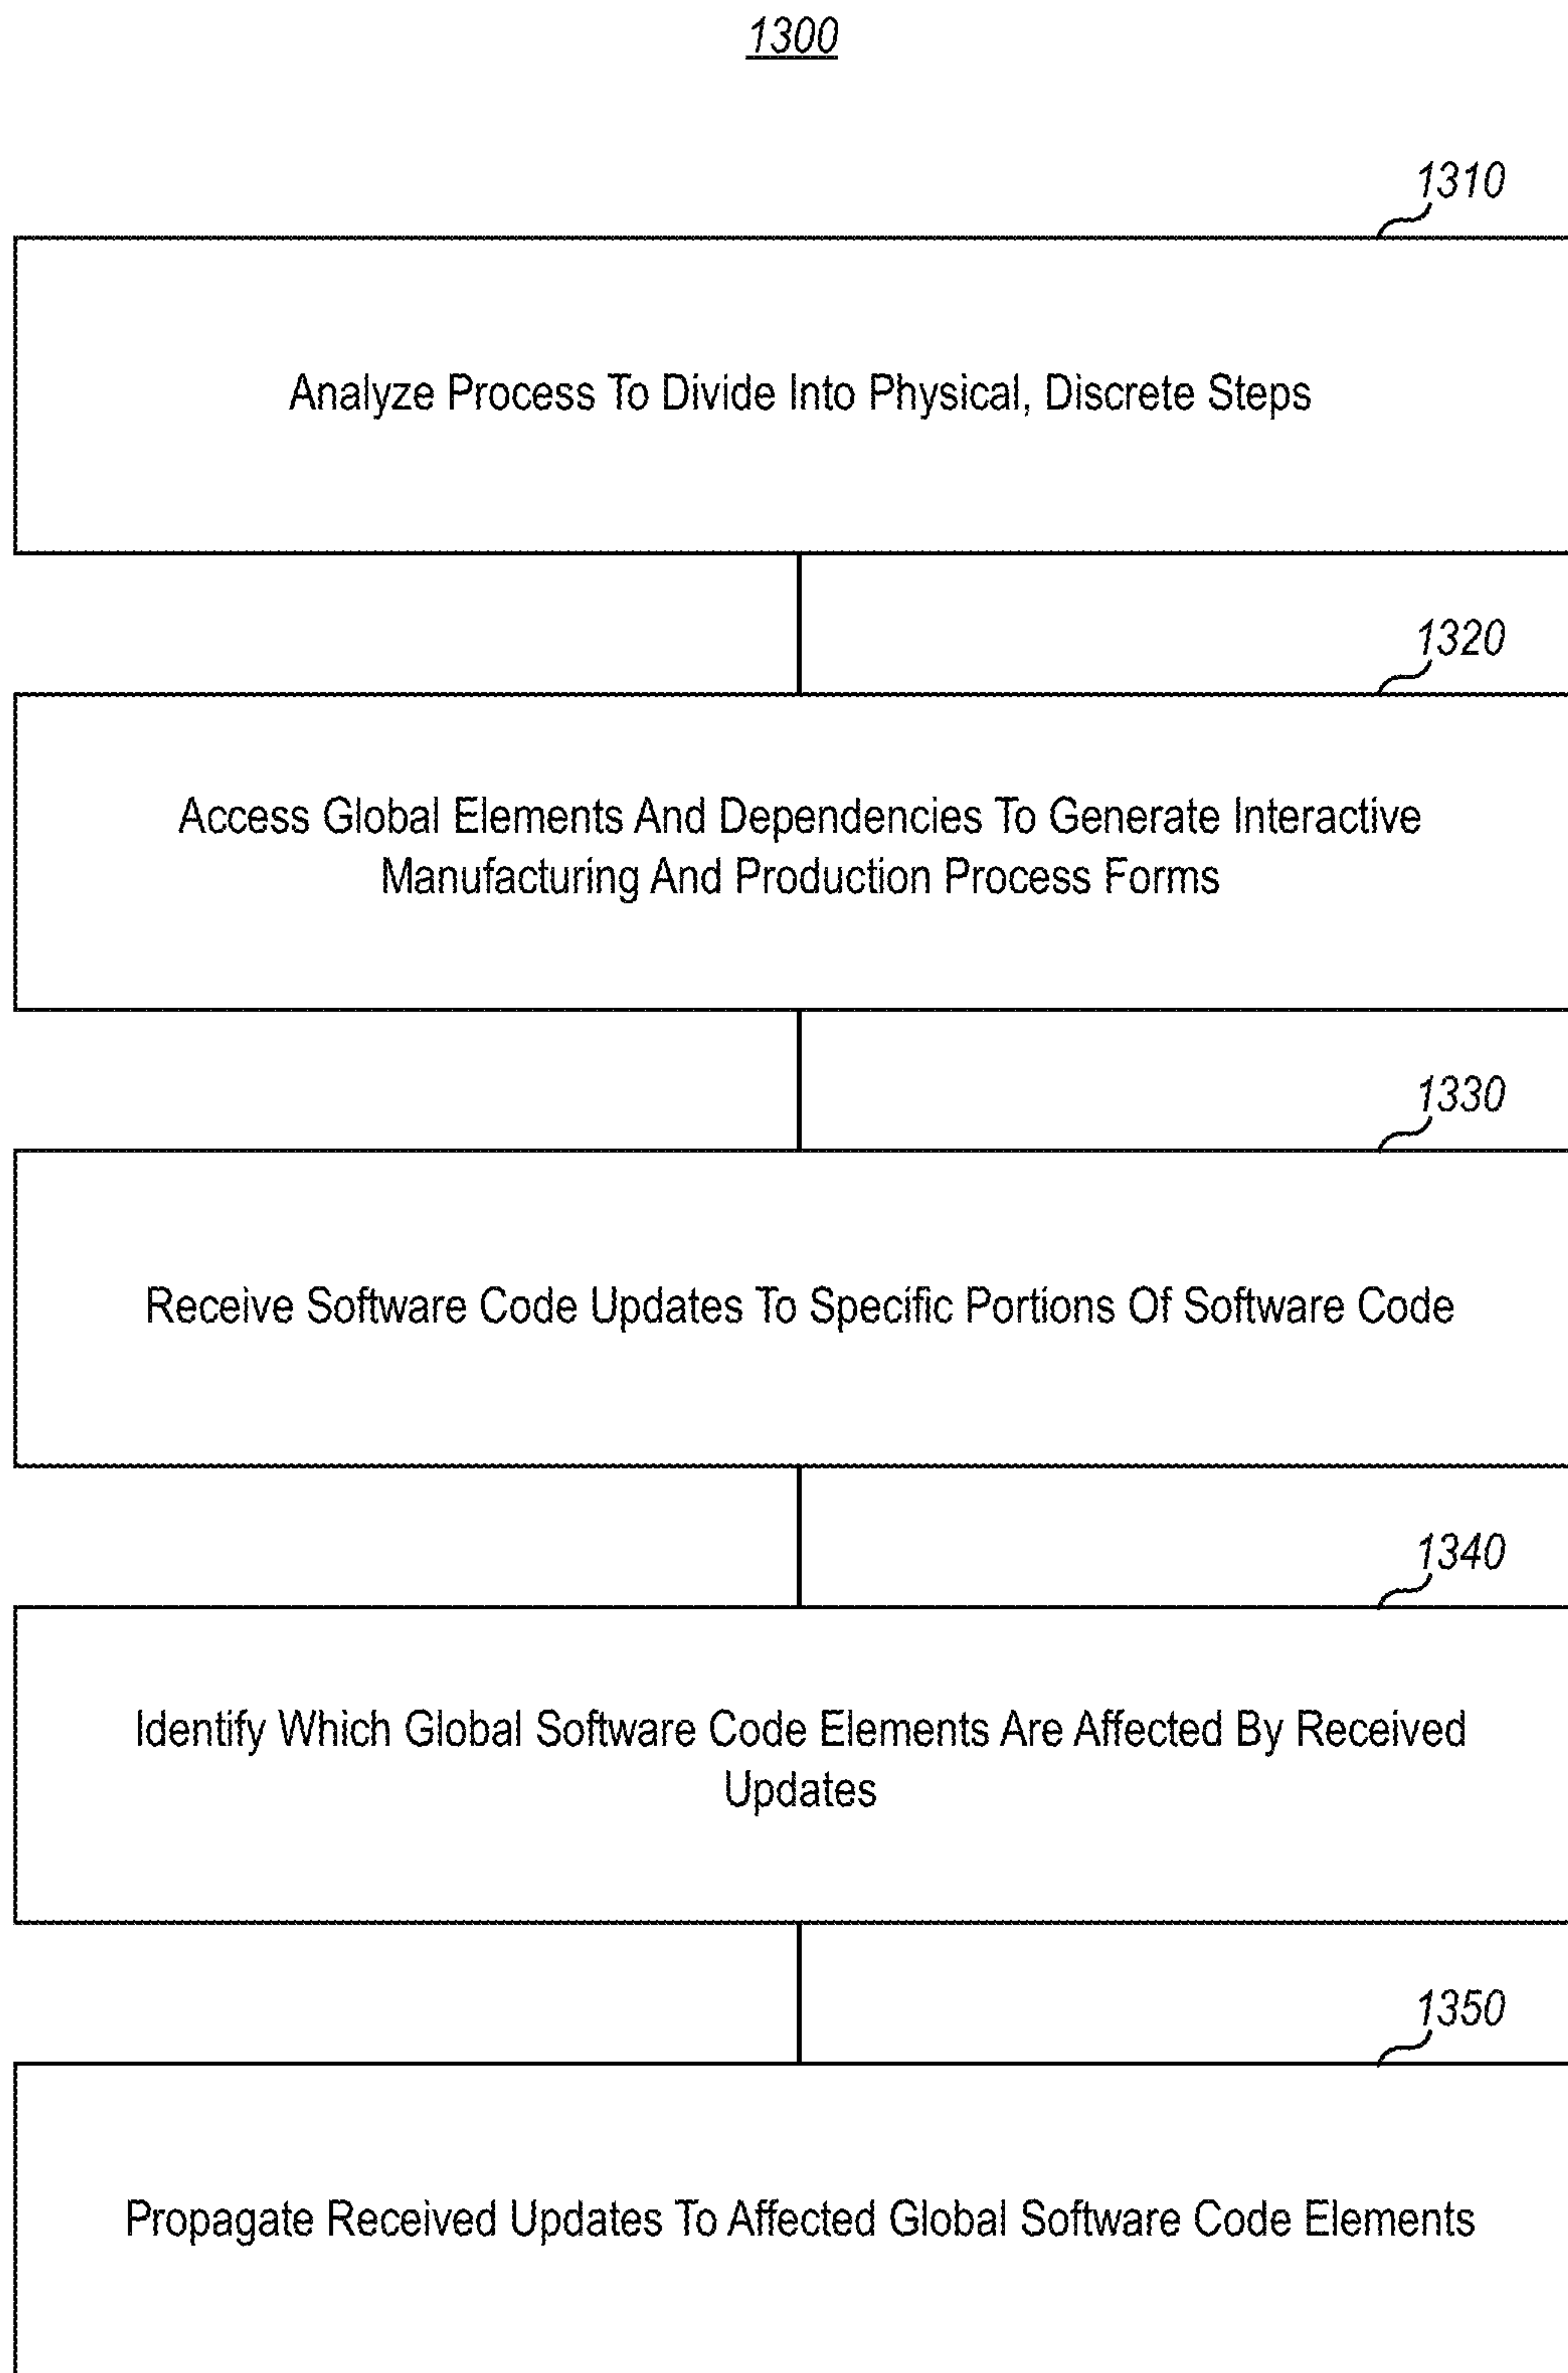 1300
1310
Analyze Process To Divide Into Physical, Discrete Steps
1320
Access Global Elements And Dependencies To Generate Interactive
Manufacturing And Production Process Forms
1330
Receive Software Code Updates To Specific Portions Of Software Code
1340
Identify Which Global Software Code Elements Are Affected By Received
Updates
1350
Propagate Received Updates To Affected Global Software Code Elements